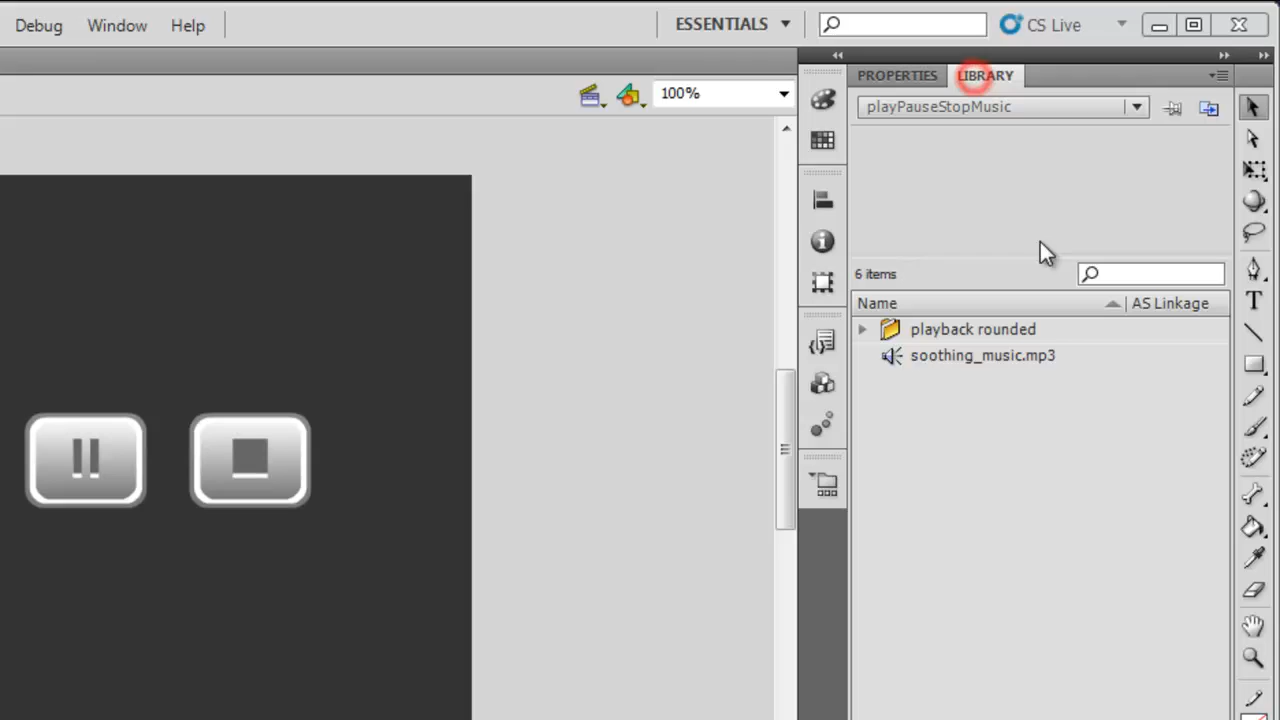 Debug Window Help ESSENTIALS CS Live
PROPERTIES LIBRARY
100%
playPauseStopMusic
6 items
Name AS Linkage
playback rounded
soothing_music.mp3